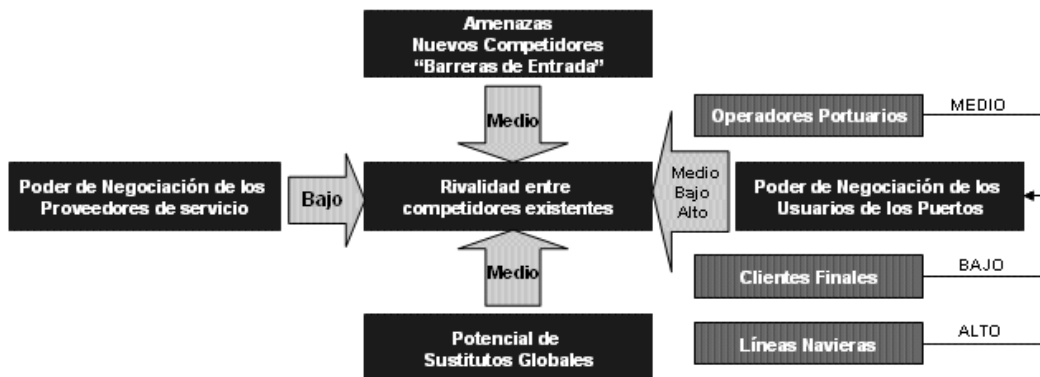 Amenazas
Nuevos Competidores
“Barreras de Entrada”
Medio
Operadores Portuarios
MEDIO
Poder de Negociación de los
Proveedores de servicio
Bajo
Rivalidad entre
competidores existentes
Medio
Bajo
Alto
Poder de Negociación de los
Usuarios de los Puertos
Medio
Clientes Finales
BAJO
Potencial de
Sustitutos Globales
Líneas Navieras
ALTO